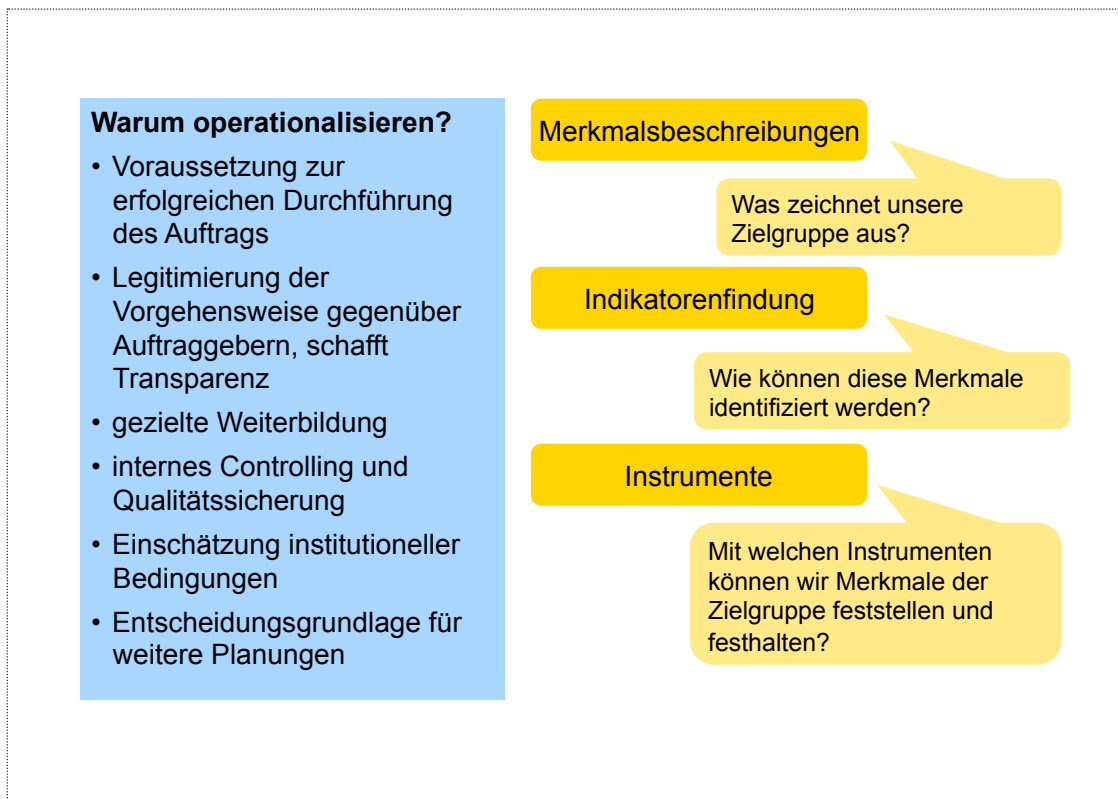 Warum operationalisieren?
• Voraussetzung zur
erfolgreichen Durchführung
des Auftrags
• Legitimierung der
Vorgehensweise gegenüber
Auftraggebern, schafft
Transparenz
• gezielte Weiterbildung
• internes Controlling und
Qualitätssicherung
• Einschätzung institutioneller
Bedingungen
• Entscheidungsgrundlage für
weitere Planungen
Merkmalsbeschreibungen
Was zeichnet unsere
Zielgruppe aus?
Indikatorenfindung
Wie können diese Merkmale
identifiziert werden?
Instrumente
Mit welchen Instrumenten
können wir Merkmale der
Zielgruppe feststellen und
festhalten?